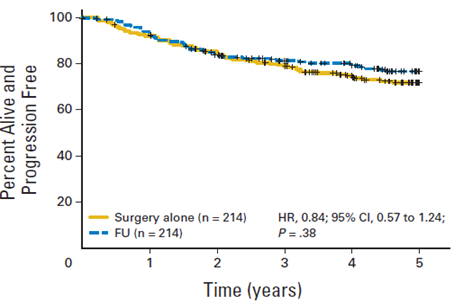 Percent Alive and
Progression Free
100
80
60
40
20
0
Surgery alone (n = 214)
FU (n = 214)
HR, 0.84; 95% CI, 0.57 to 1.24;
P = .38
1 2 3 4 5
Time (years)